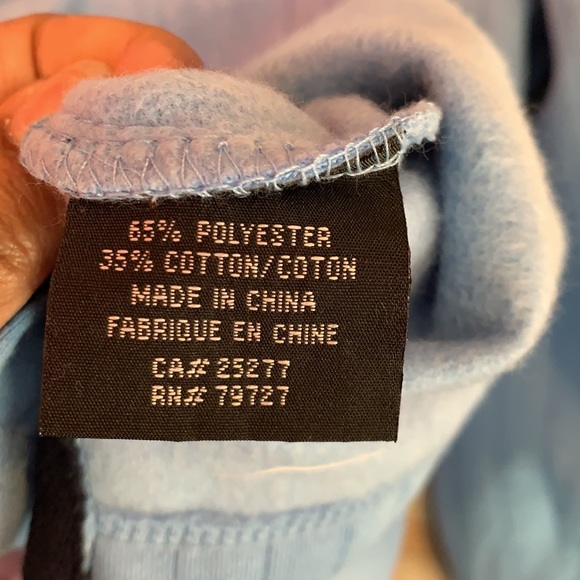 65% POLYESTER
35% COTTON/COTON
MADE IN CHINA
FABRIQUE EN CHINE
CA# 25277
RN# 79727